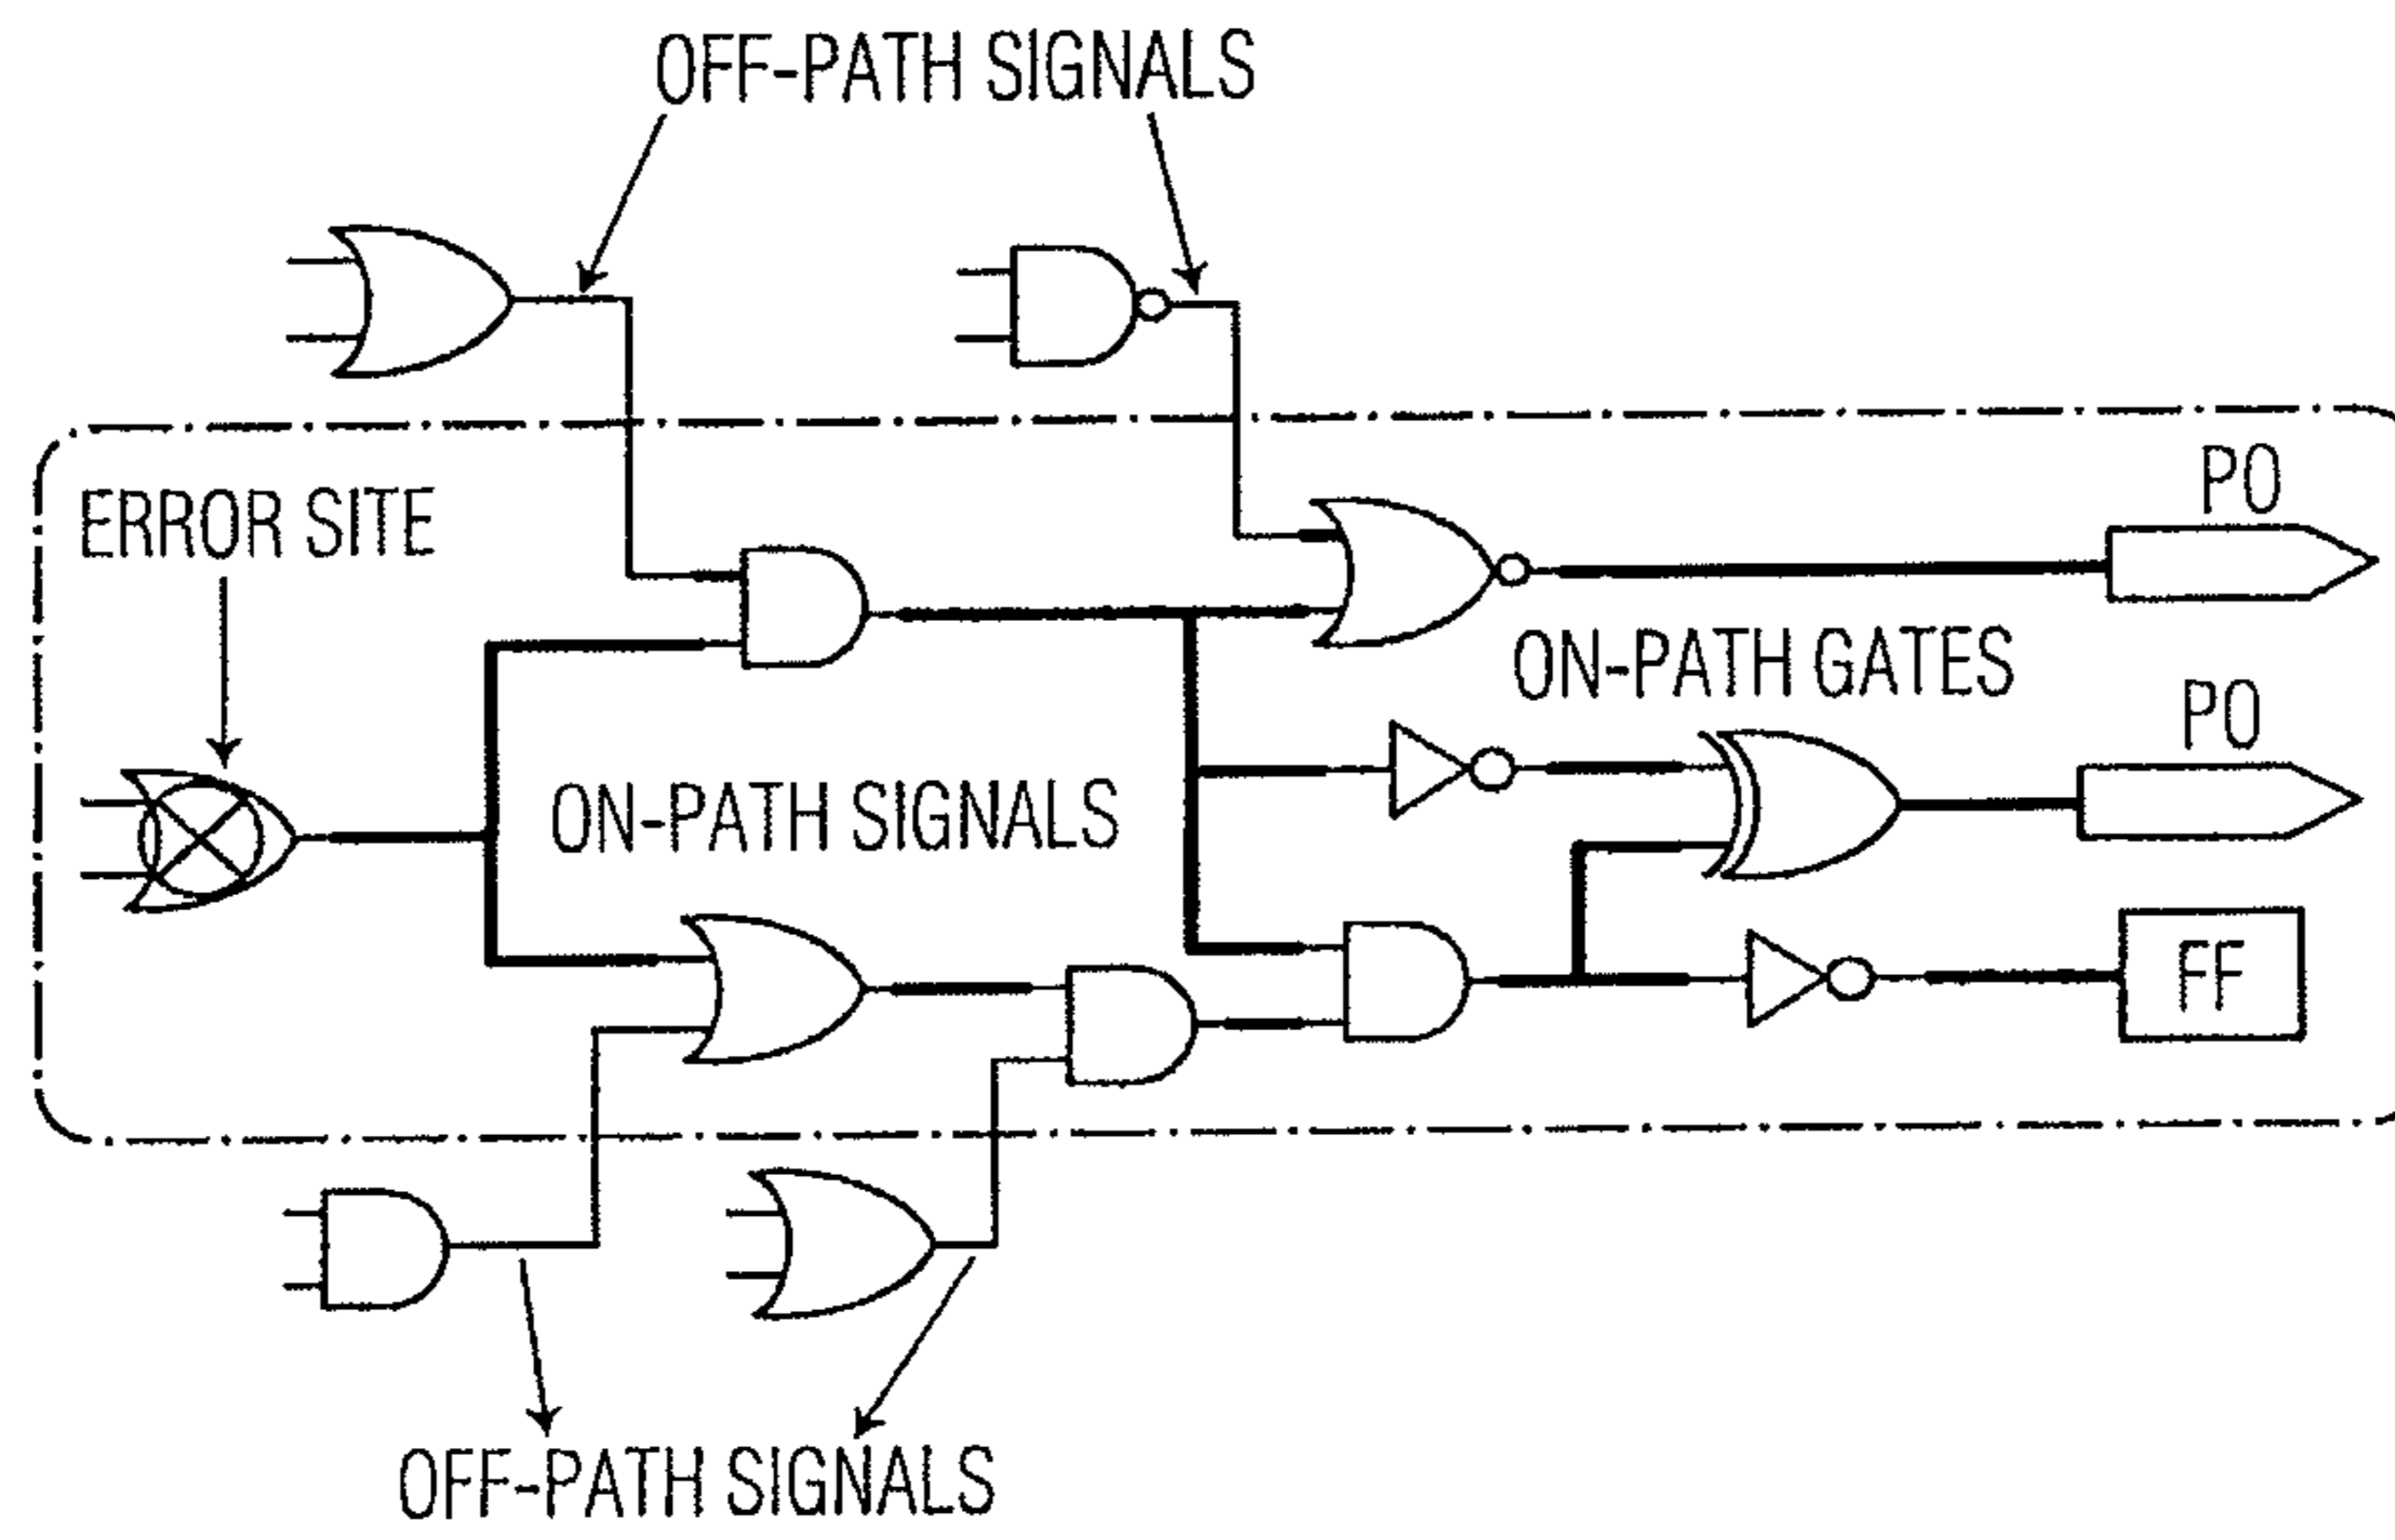 OFF-PATH SIGNALS
PO
ERROR SITE
ON-PATH GATES
PO
ON-PATH SIGNALS
FF
OFF-PATH SIGNALS